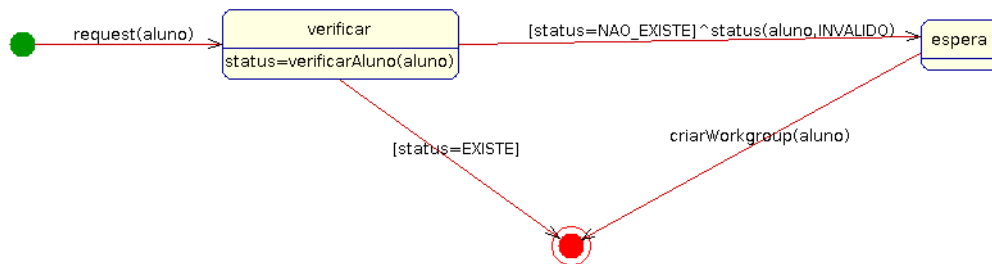 request(aluno)
verificar
status=verificarAluno(aluno)
[status=NAO_EXISTE]^status(aluno,INVALIDO)
espera
[status=EXISTE]
criarWorkgroup(aluno)